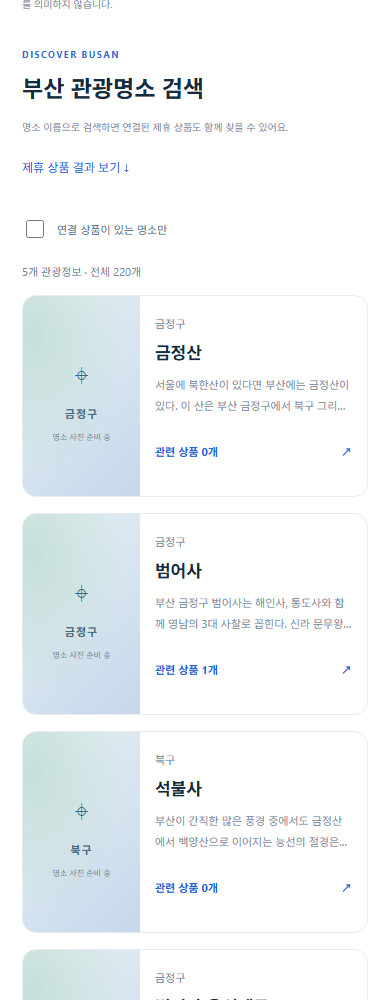 를 의미하지 않습니다.
DISCOVER BUSAN
부산 관광명소 검색
명소 이름으로 검색하면 연결된 제휴 상품도 함께 찾을 수 있어요.
제휴 상품 결과 보기 ↓
연결 상품이 있는 명소만
5개 관광정보 · 전체 220개
금정구
명소 사진 준비 중
금정구
금정산
서울에 북한산이 있다면 부산에는 금정산이
있다. 이 산은 부산 금정구에서 북구 그리...
관련 상품 0개 ↗
금정구
명소 사진 준비 중
금정구
범어사
부산 금정구 범어사는 해인사, 통도사와 함
께 영남의 3대 사찰로 꼽힌다. 신라 문무왕...
관련 상품 1개 ↗
북구
명소 사진 준비 중
북구
석불사
부산이 간직한 많은 풍경 중에서도 금정산
에서 백양산으로 이어지는 능선의 절경은...
관련 상품 0개 ↗
금정구